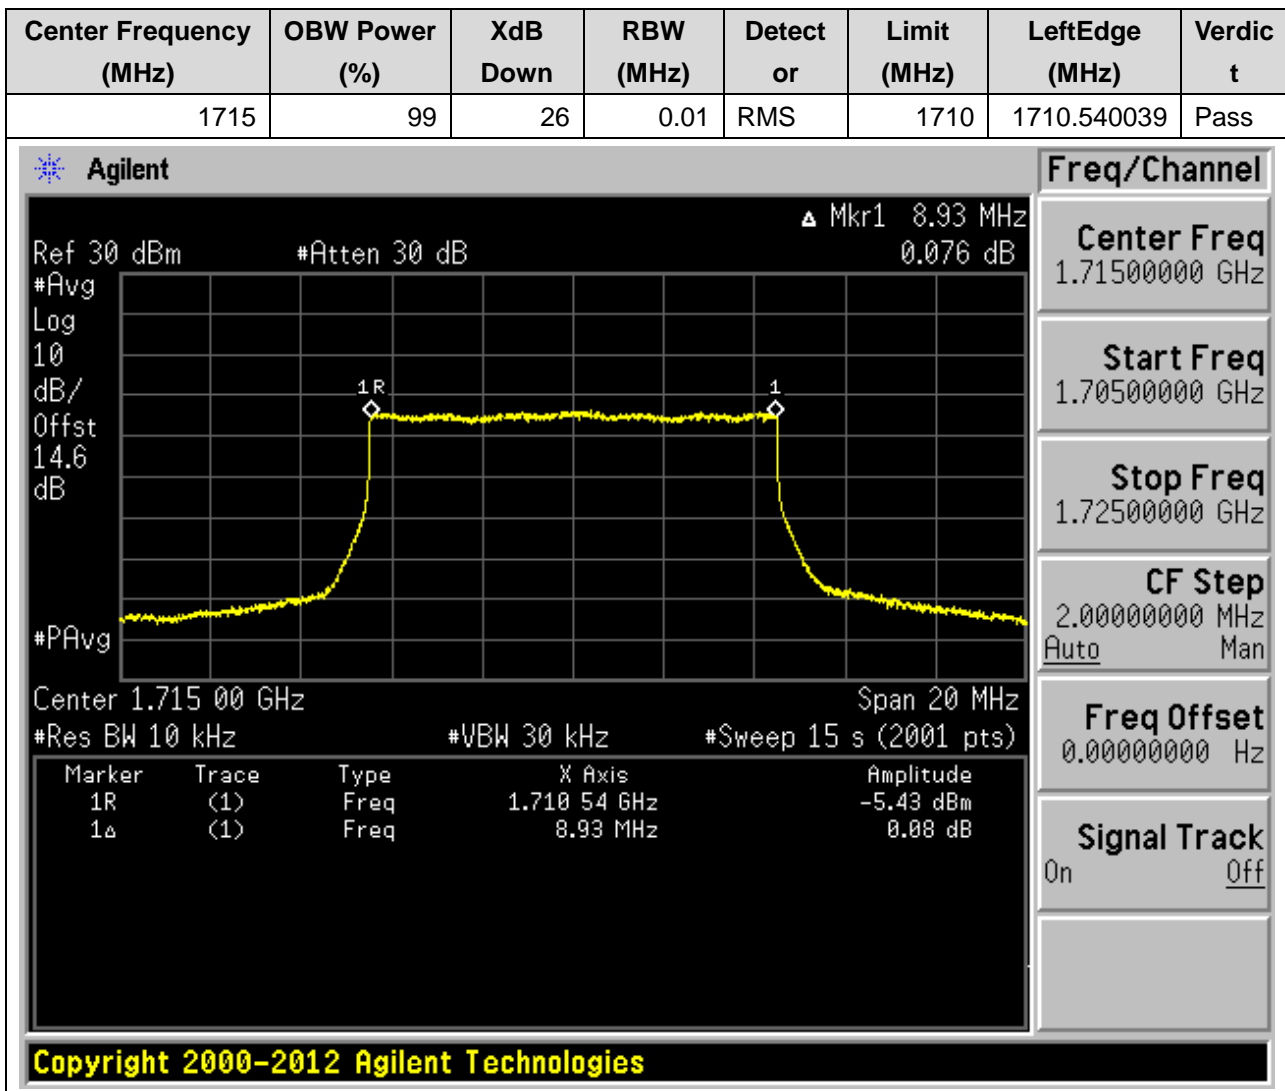 Center Frequency (MHz) OBW Power (%) XdB Down RBW (MHz) Detect or Limit (MHz) LeftEdge (MHz) Verdic t
1715 99 26 0.01 RMS 1710 1710.540039 Pass
Agilent
Freq/Channel
Δ Mkr1 8.93 MHz
Ref 30 dBm #Atten 30 dB 0.076 dB
#Avg
Log
10
dB/
Offst
14.6
dB
1R
1
#PAvg
Center 1.715 00 GHz Span 20 MHz
#Res BW 10 kHz #VBW 30 kHz #Sweep 15 s (2001 pts)
Marker Trace Type X Axis Amplitude
1R (1) Freq 1.710 54 GHz -5.43 dBm
1Δ (1) Freq 8.93 MHz 0.08 dB
Center Freq
1.71500000 GHz
Start Freq
1.70500000 GHz
Stop Freq
1.72500000 GHz
CF Step
2.00000000 MHz
Auto Man
Freq Offset
0.00000000 Hz
Signal Track
On Off
Copyright 2000-2012 Agilent Technologies